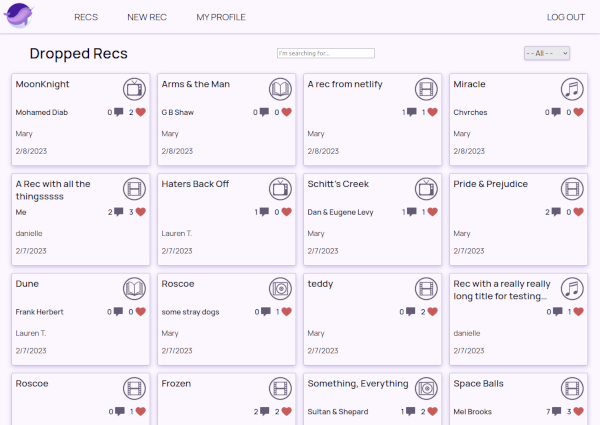 RECS NEW REC MY PROFILE LOG OUT
Dropped Recs
I'm searching for...
- - All - -
MoonKnight
Mohamed Diab 0 2
Mary
2/8/2023
Arms & the Man
G B Shaw 0 0
Mary
2/8/2023
A rec from netlify
1 1
Mary
2/8/2023
Miracle
Chvrches 0 0
Mary
2/8/2023
A Rec with all the
thingsssss
Me 2 3
danielle
2/7/2023
Haters Back Off
1 0
Lauren T.
2/7/2023
Schitt's Creek
Dan & Eugene Levy 1 1
Mary
2/7/2023
Pride & Prejudice
2 0
Mary
2/7/2023
Dune
Frank Herbert 0 0
Lauren T.
2/7/2023
Roscoe
some stray dogs 0 1
Mary
2/7/2023
teddy
0 2
Mary
2/7/2023
Rec with a really really
long title for testing...
0 1
danielle
2/7/2023
Roscoe
0 1
Frozen
2 2
Something, Everything
Sultan & Shepard 1 2
Space Balls
Mel Brooks 7 3